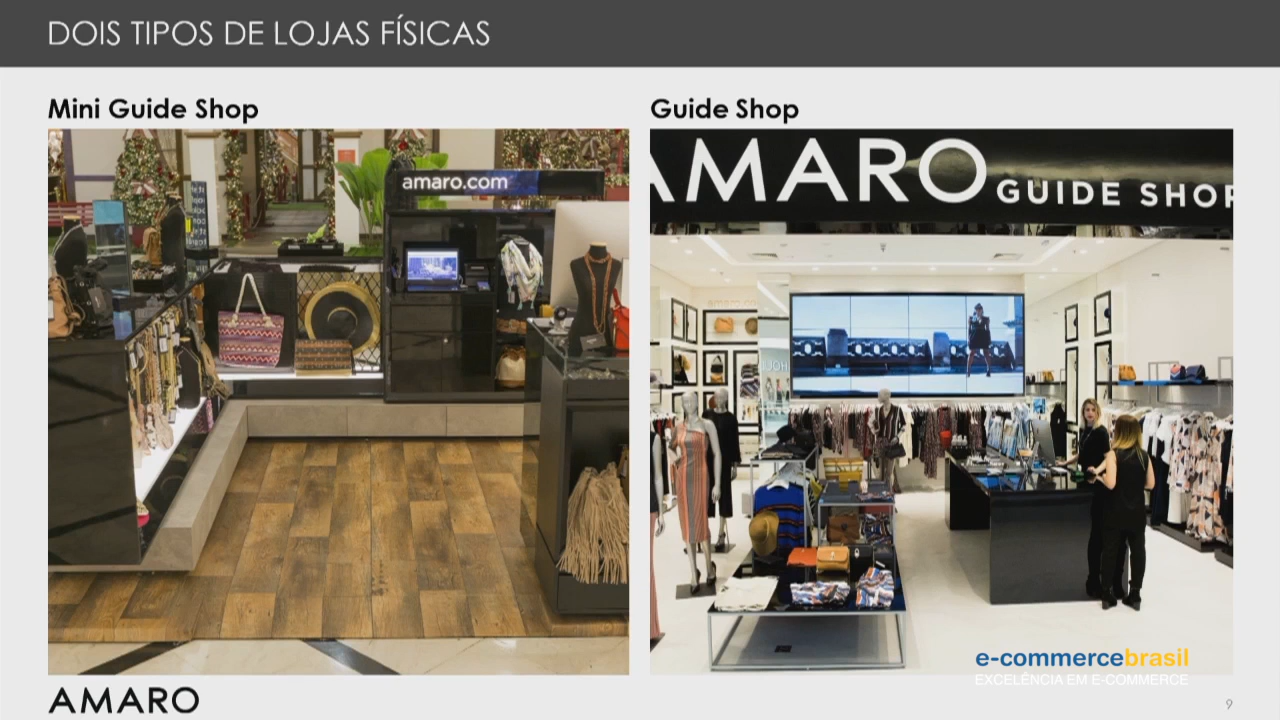 DOIS TIPOS DE LOJAS FÍSICAS
Mini Guide Shop
Guide Shop
amaro.com
AMARO GUIDE SHOP
e-commercebrasil
EXCELÊNCIA EM E-COMMERCE
AMARO
9